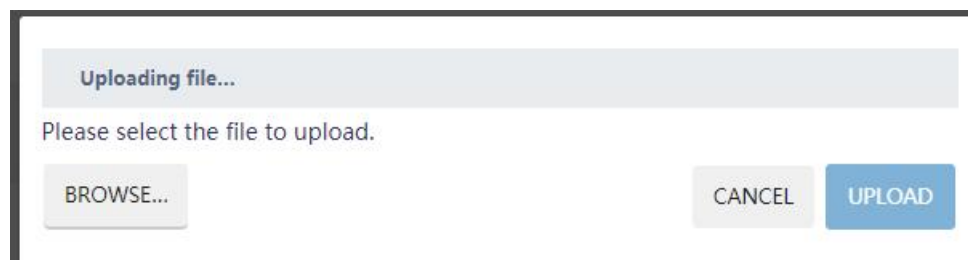 Uploading file...
Please select the file to upload.
BROWSE...
CANCEL
UPLOAD